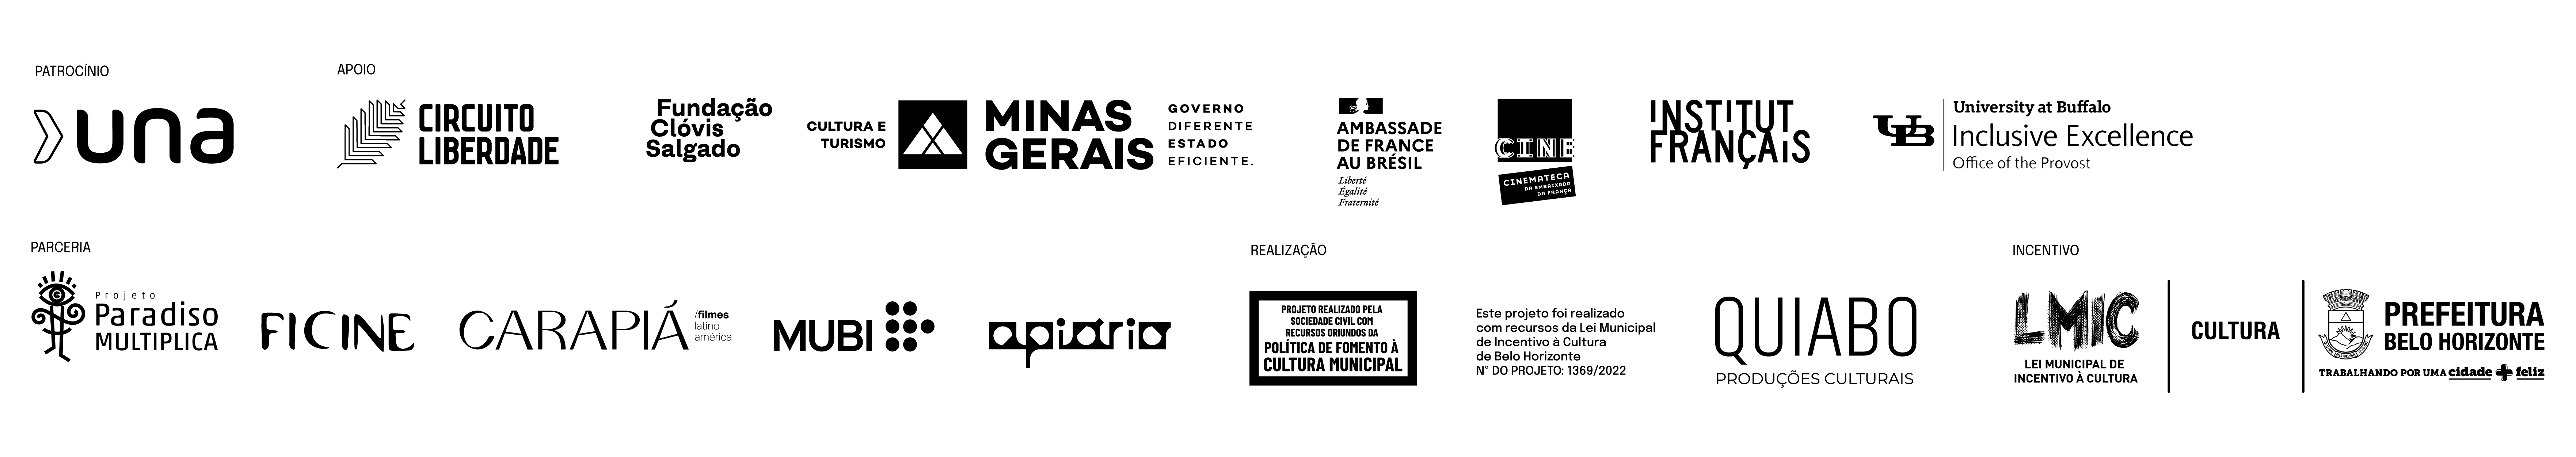 PATROCÍNIO
una
APOIO
CIRCUITO
LIBERDADE
Fundação
Clóvis
Salgado
CULTURA E
TURISMO
MINAS
GERAIS
GOVERNO
DIFERENTE
ESTADO
EFICIENTE.
AMBASSADE
DE FRANCE
AU BRÉSIL
Liberté
Égalité
Fraternité
CINE
CINEMATECA
DA EMBAIXADA
DA FRANÇA
INSTITUT
FRANÇAIS
UB
University at Buffalo
Inclusive Excellence
Office of the Provost
PARCERIA
Projeto
Paradiso
MULTIPLICA
FICINE
CARAPIÁ
/filmes
latino
américa
MUBI
apiário
REALIZAÇÃO
PROJETO REALIZADO PELA
SOCIEDADE CIVIL COM
RECURSOS ORIUNDOS DA
POLÍTICA DE FOMENTO À
CULTURA MUNICIPAL
Este projeto foi realizado
com recursos da Lei Municipal
de Incentivo à Cultura
de Belo Horizonte
N° DO PROJETO: 1369/2022
QUIABO
PRODUÇÕES CULTURAIS
INCENTIVO
LMIC
LEI MUNICIPAL DE
INCENTIVO À CULTURA
CULTURA
PREFEITURA
BELO HORIZONTE
TRABALHANDO POR UMA cidade + feliz